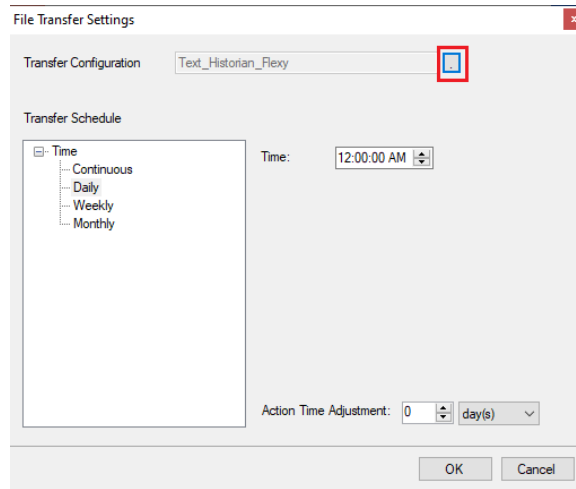 File Transfer Settings
x
Transfer Configuration Text_Historian_Flexy .
Transfer Schedule
Time
Continuous
Daily
Weekly
Monthly
Time: 12:00:00 AM
Action Time Adjustment: 0 day(s)
OK Cancel